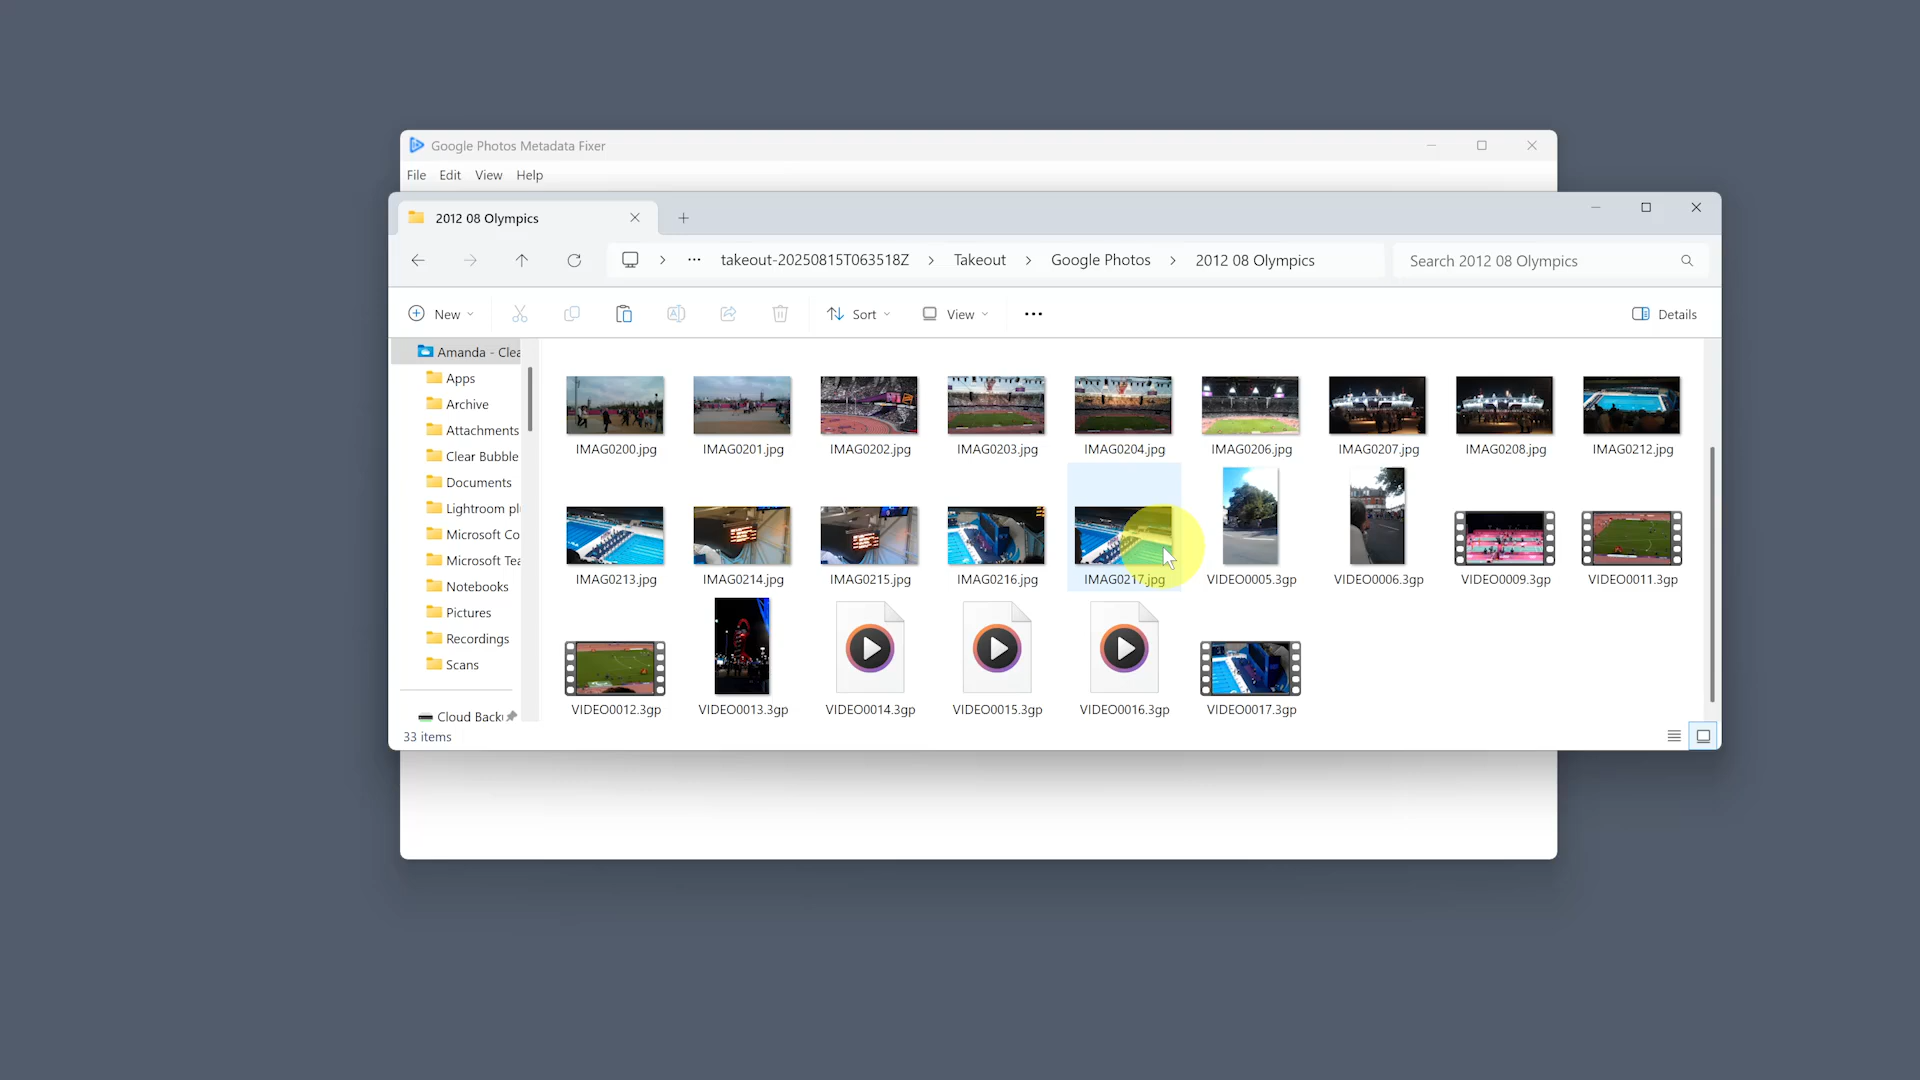 Google Photos Metadata Fixer
File Edit View Help
2012 08 Olympics
takeout-20250815T063518Z > Takeout > Google Photos > 2012 08 Olympics
Search 2012 08 Olympics
New
Sort
View
Details
Amanda - Clea
Apps
Archive
Attachments
Clear Bubble
Documents
Lightroom pl
Microsoft Co
Microsoft Tea
Notebooks
Pictures
Recordings
Scans
Cloud Back
IMAG0200.jpg IMAG0201.jpg IMAG0202.jpg IMAG0203.jpg IMAG0204.jpg IMAG0206.jpg IMAG0207.jpg IMAG0208.jpg IMAG0212.jpg
IMAG0213.jpg IMAG0214.jpg IMAG0215.jpg IMAG0216.jpg IMAG0217.jpg VIDEO0005.3gp VIDEO0006.3gp VIDEO0009.3gp VIDEO0011.3gp
VIDEO0012.3gp VIDEO0013.3gp VIDEO0014.3gp VIDEO0015.3gp VIDEO0016.3gp VIDEO0017.3gp
33 items